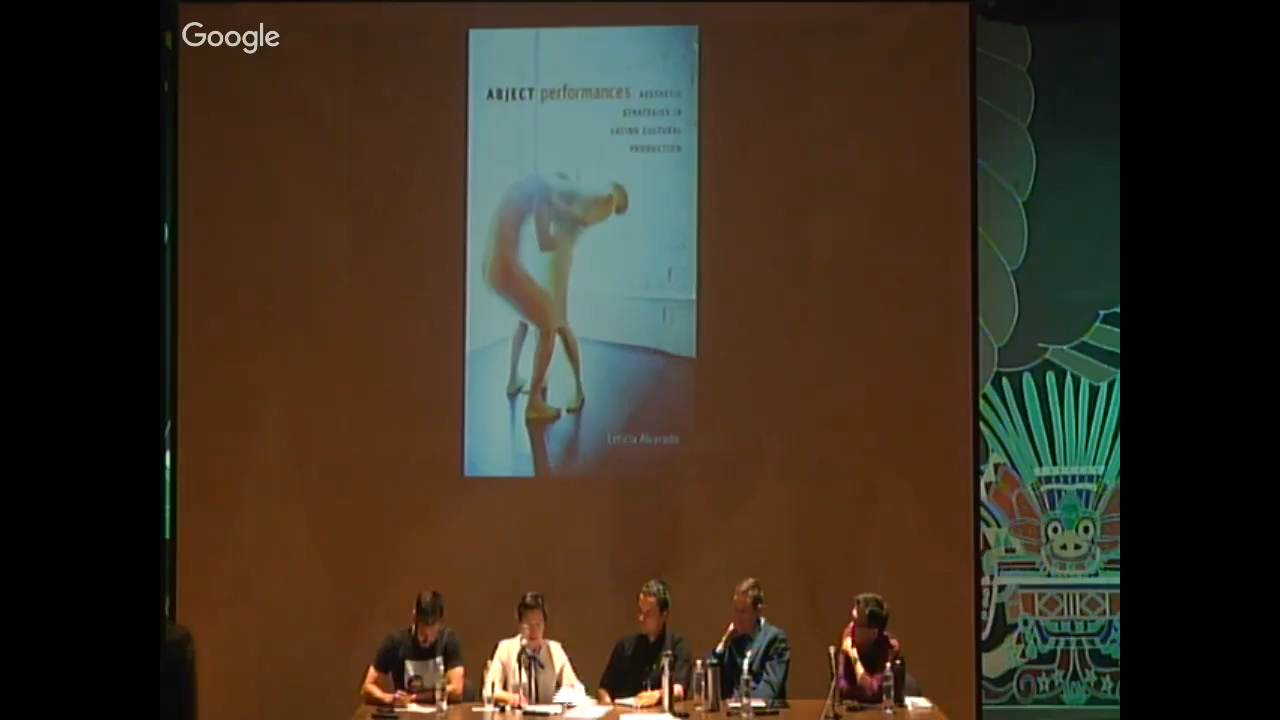 Google
ABJECT performances AESTHETIC
STRATEGIES IN
LATINO CULTURAL
PRODUCTION
Leticia Alvarado